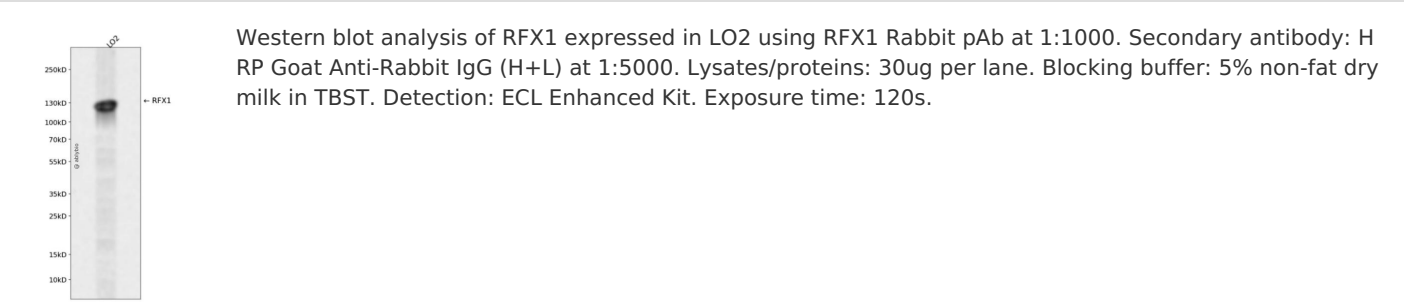 LO2
250kD
130kD
← RFX1
100kD
70kD
55kD
@ ablybio
35kD
25kD
15kD
10kD
Western blot analysis of RFX1 expressed in LO2 using RFX1 Rabbit pAb at 1:1000. Secondary antibody: H
RP Goat Anti-Rabbit IgG (H+L) at 1:5000. Lysates/proteins: 30ug per lane. Blocking buffer: 5% non-fat dry
milk in TBST. Detection: ECL Enhanced Kit. Exposure time: 120s.